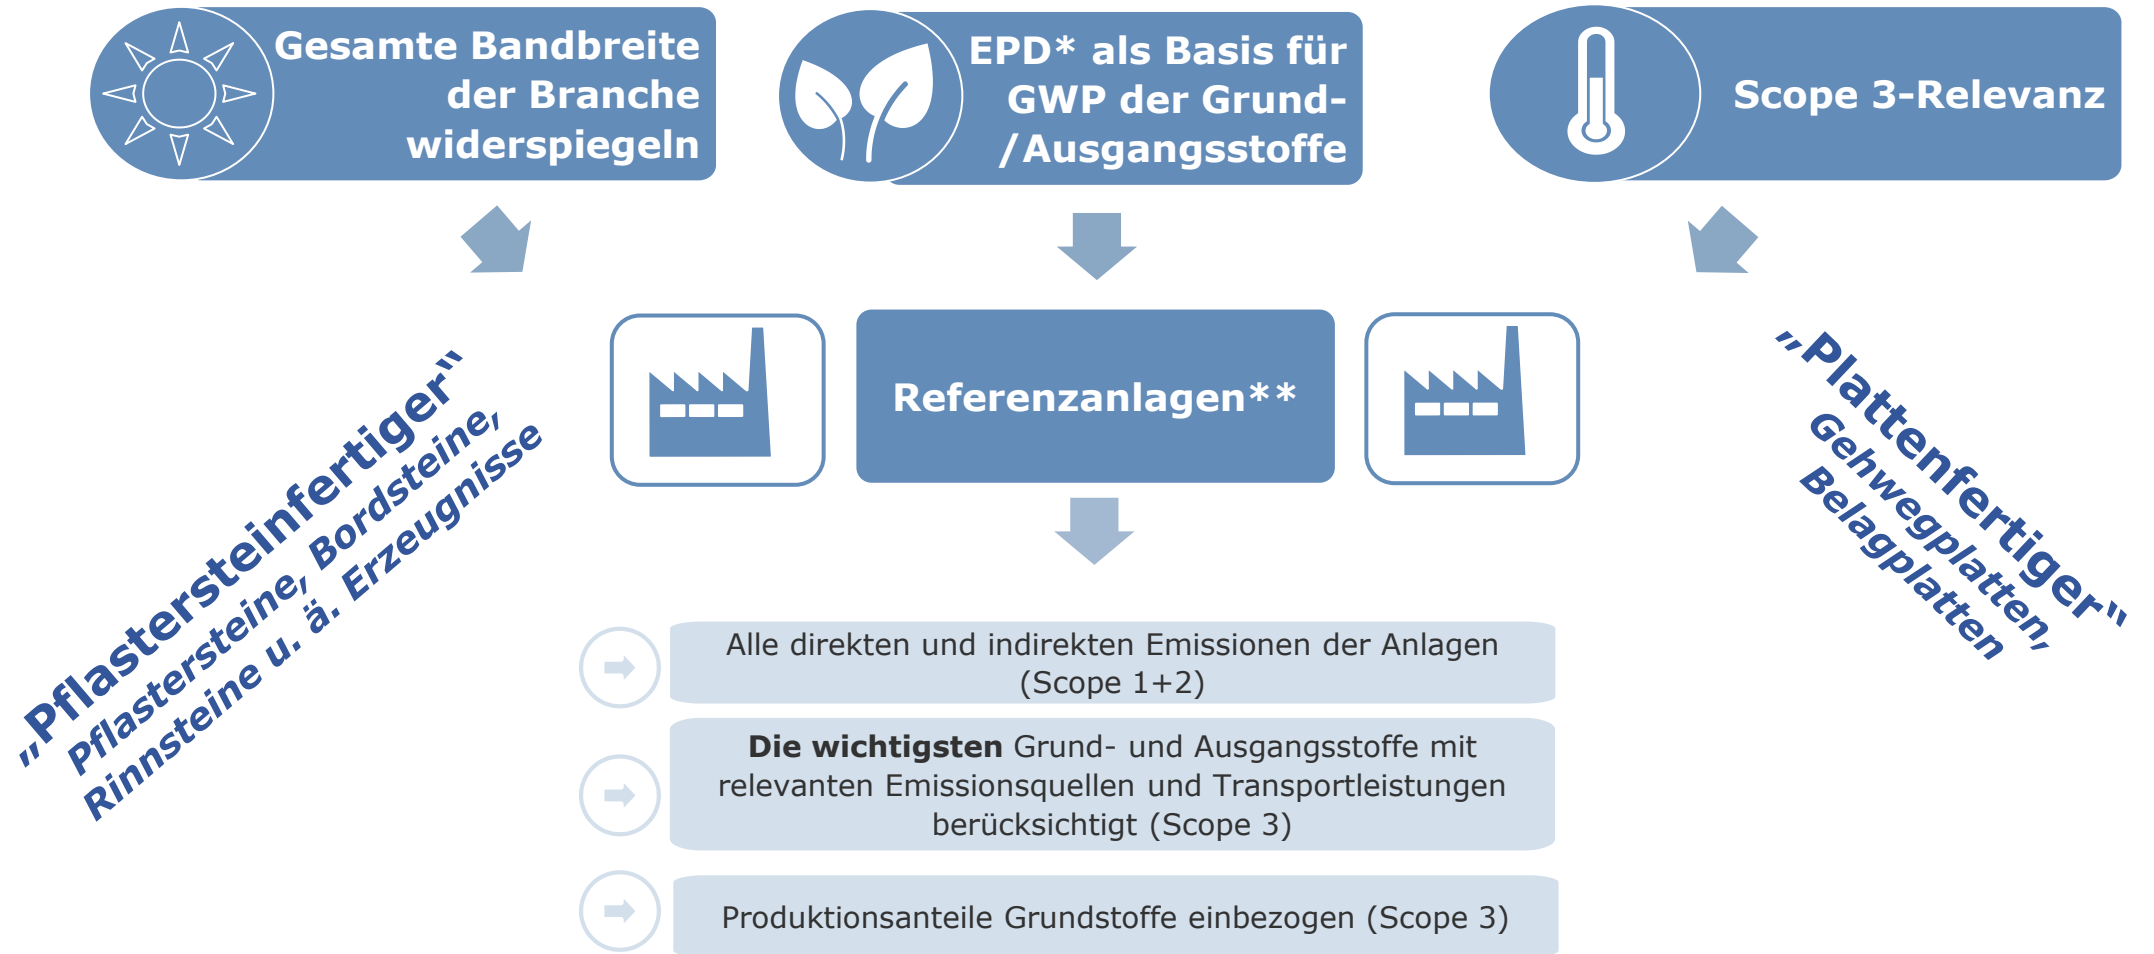 Gesamte Bandbreite
der Branche
widerspiegeln
EPD* als Basis für
GWP der Grund-
/Ausgangsstoffe
Scope 3-Relevanz
„Pflastersteinfertiger“
Pflastersteine, Bordsteine,
Rinnsteine u. ä. Erzeugnisse
Referenzanlagen**
„Plattenfertiger“
Gehwegplatten,
Belagplatten
Alle direkten und indirekten Emissionen der Anlagen
(Scope 1+2)
Die wichtigsten Grund- und Ausgangsstoffe mit
relevanten Emissionsquellen und Transportleistungen
berücksichtigt (Scope 3)
Produktionsanteile Grundstoffe einbezogen (Scope 3)